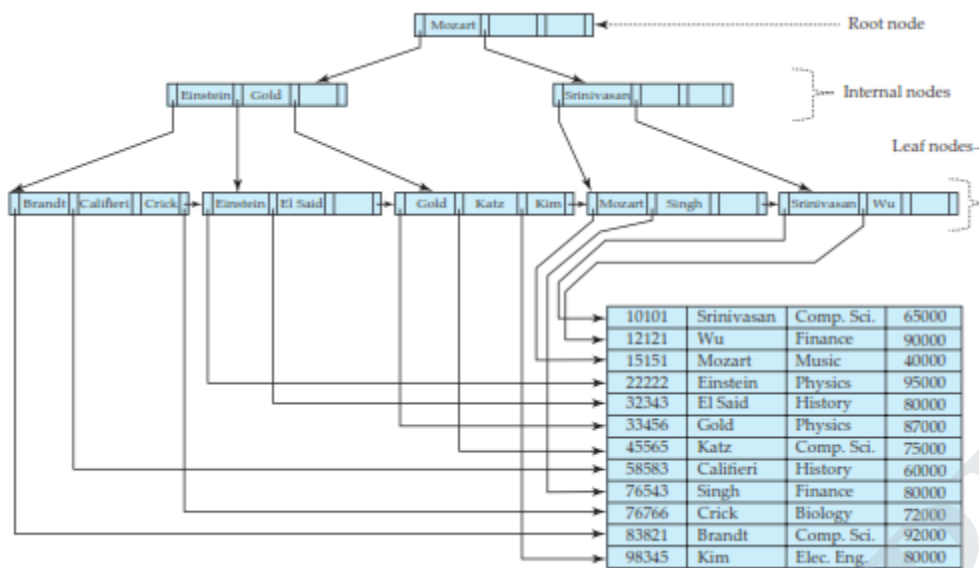 Mozart
Root node
Einstein Gold
Srinivasan
Internal nodes
Leaf nodes
Brandt Califieri Crick Einstein El Said Gold Katz Kim Mozart Singh Srinivasan Wu
10101 Srinivasan Comp. Sci. 65000
12121 Wu Finance 90000
15151 Mozart Music 40000
22222 Einstein Physics 95000
32343 El Said History 80000
33456 Gold Physics 87000
45565 Katz Comp. Sci. 75000
58583 Califieri History 60000
76543 Singh Finance 80000
76766 Crick Biology 72000
83821 Brandt Comp. Sci. 92000
98345 Kim Elec. Eng. 80000